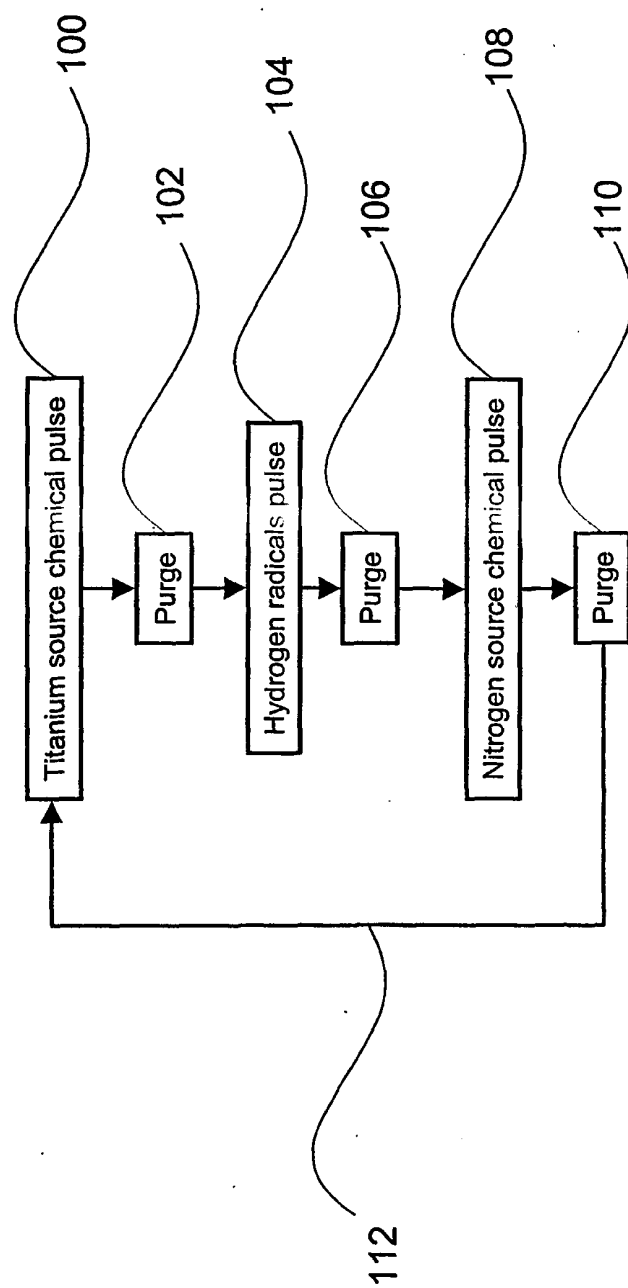 Titanium source chemical pulse
100
Purge
102
Hydrogen radicals pulse
104
Purge
106
Nitrogen source chemical pulse
108
Purge
110
112